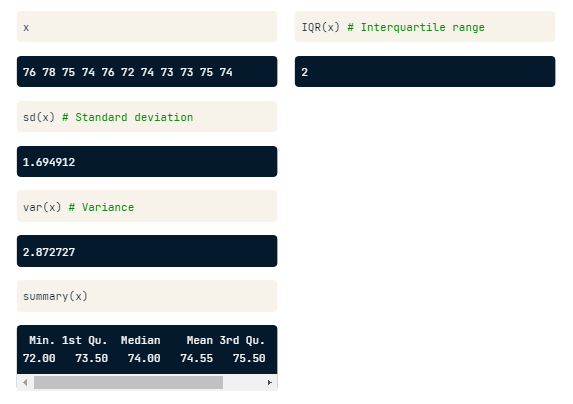 x
76 78 75 74 76 72 74 73 73 75 74
sd(x) # Standard deviation
1.694912
var(x) # Variance
2.872727
summary(x)
Min. 1st Qu. Median Mean 3rd Qu.
72.00 73.50 74.00 74.55 75.50
IQR(x) # Interquartile range
2